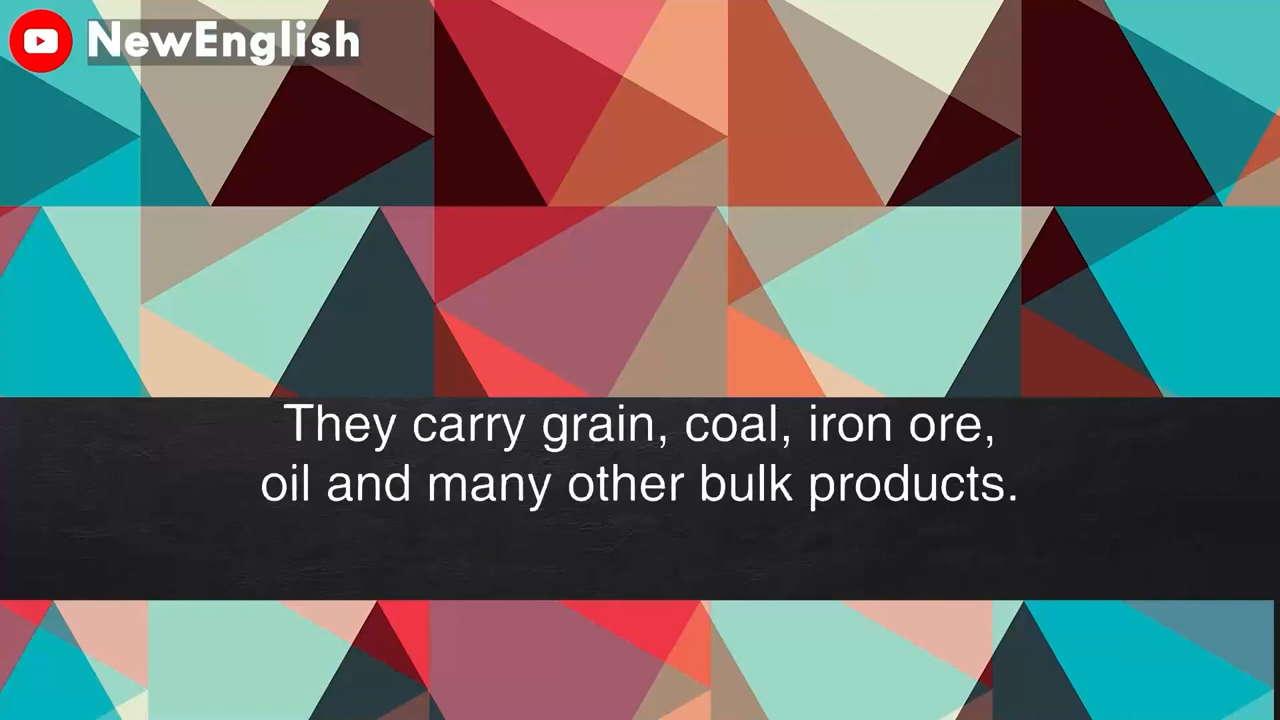 NewEnglish
They carry grain, coal, iron ore,
oil and many other bulk products.